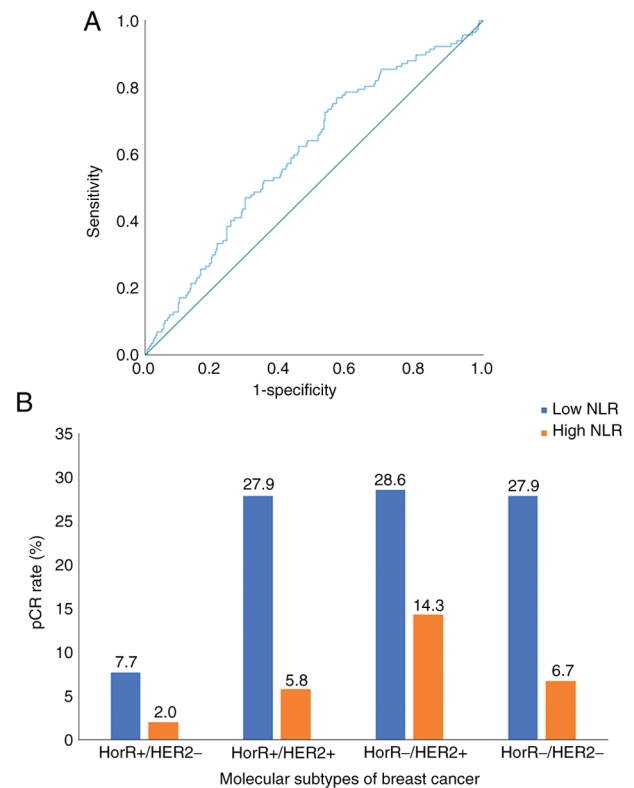 A
1.0
0.8
0.6
0.4
0.2
0.0
Sensitivity
0.0 0.2 0.4 0.6 0.8 1.0
1-specificity
B
Low NLR
High NLR
35
30
25
20
15
10
5
0
pCR rate (%)
7.7
2.0
27.9
5.8
28.6
14.3
27.9
6.7
HorR+/HER2− HorR+/HER2+ HorR−/HER2+ HorR−/HER2−
Molecular subtypes of breast cancer